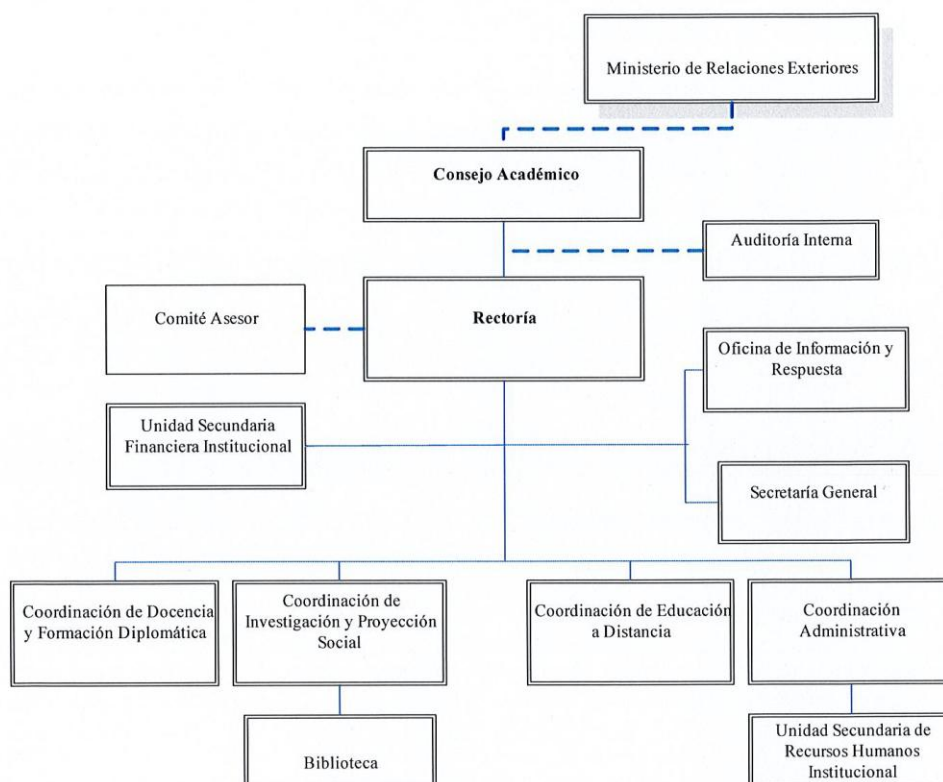 Ministerio de Relaciones Exteriores
Consejo Académico
Auditoría Interna
Comité Asesor
Rectoría
Oficina de Información y
Respuesta
Unidad Secundaria
Financiera Institucional
Secretaría General
Coordinación de Docencia
y Formación Diplomática
Coordinación de
Investigación y Proyección
Social
Coordinación de Educación
a Distancia
Coordinación
Administrativa
Biblioteca
Unidad Secundaria de
Recursos Humanos
Institucional